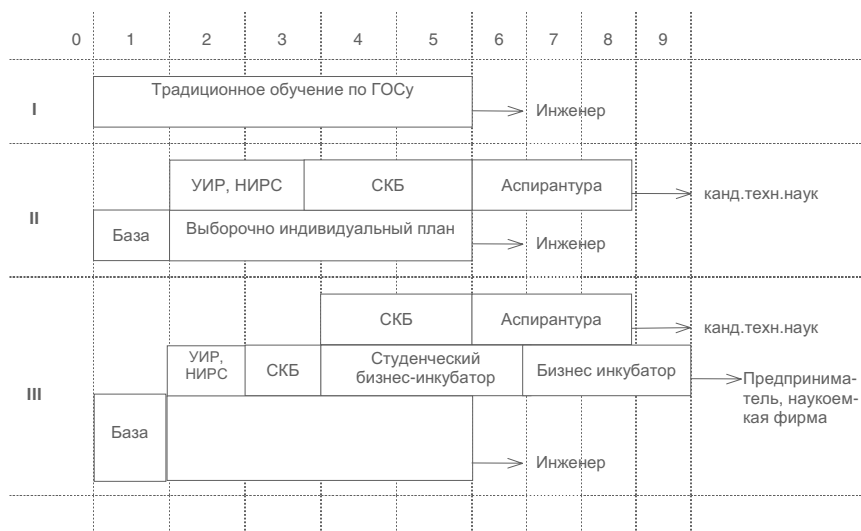 0 1 2 3 4 5 6 7 8 9
Традиционное обучение по ГОСу
I
Инженер
УИР, НИРС СКБ Аспирантура
канд.техн.наук
II
База Выборочно индивидуальный план
Инженер
СКБ Аспирантура
канд.техн.наук
УИР,
НИРС
СКБ
Студенческий
бизнес-инкубатор
Бизнес инкубатор
Предпринима-
тель, наукоем-
кая фирма
III
База
Инженер